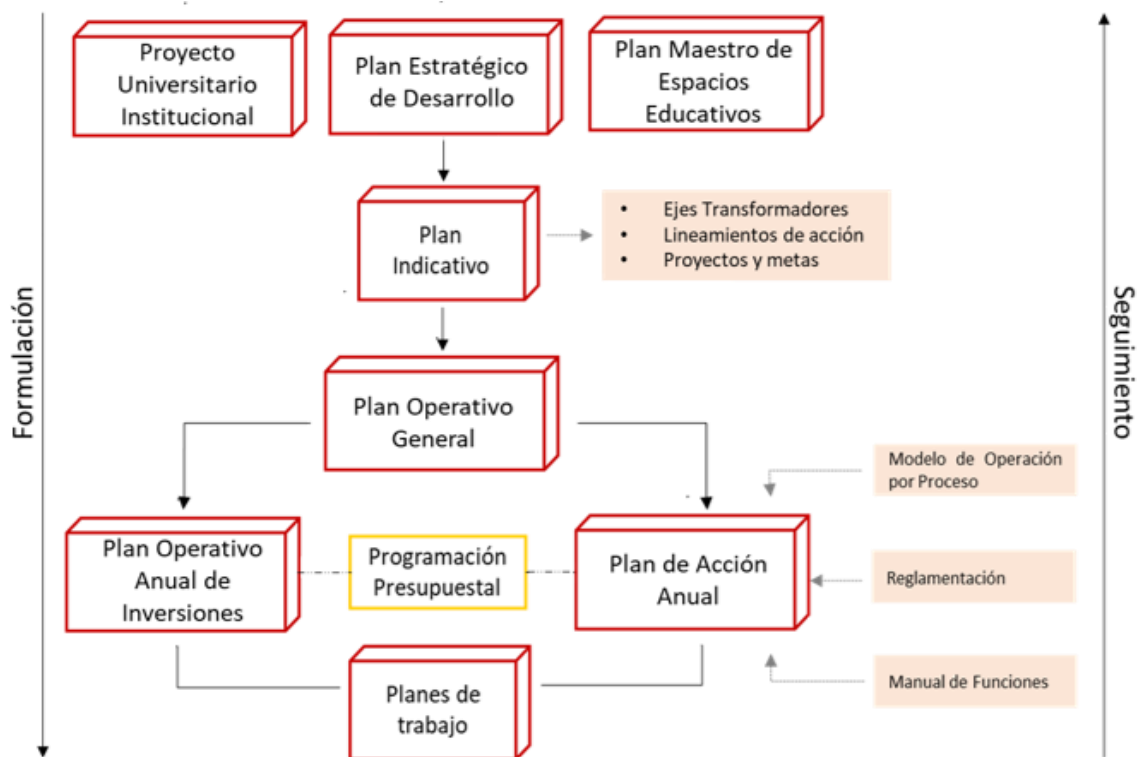 Proyecto
Universitario
Institucional
Plan Estratégico
de Desarrollo
Plan Maestro de
Espacios
Educativos
Plan
Indicativo
• Ejes Transformadores
• Lineamientos de acción
• Proyectos y metas
Formulación
Seguimiento
Plan Operativo
General
Modelo de Operación
por Proceso
Plan Operativo
Anual de
Inversiones
Programación
Presupuestal
Plan de Acción
Anual
Reglamentación
Planes de
trabajo
Manual de Funciones